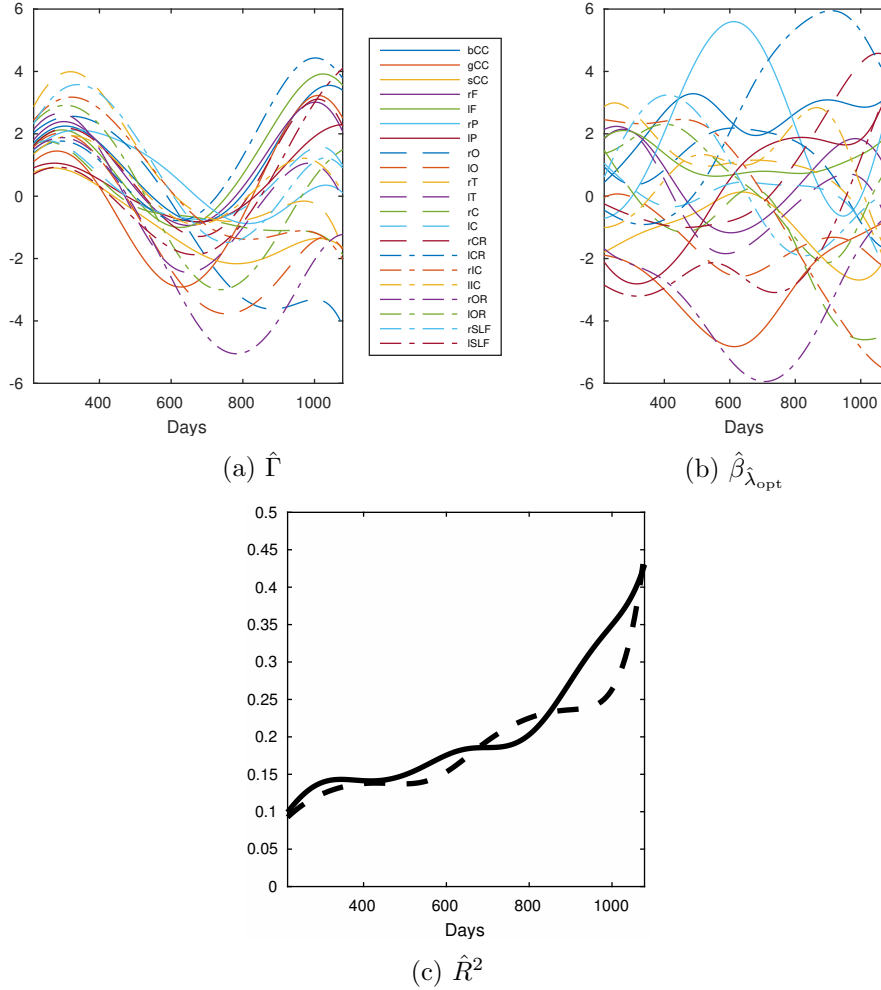 6
4
2
0
-2
-4
-6
400 600 800 1000
Days
(a) Γ̂
bCC
gCC
sCC
rF
lF
rP
lP
rO
lO
rT
lT
rC
lC
rCR
lCR
rIC
lIC
rOR
lOR
rSLF
lSLF
6
4
2
0
-2
-4
-6
400 600 800 1000
Days
(b) β̂_λ̂opt
0.5
0.45
0.4
0.35
0.3
0.25
0.2
0.15
0.1
0.05
0
400 600 800 1000
Days
(c) R̂²